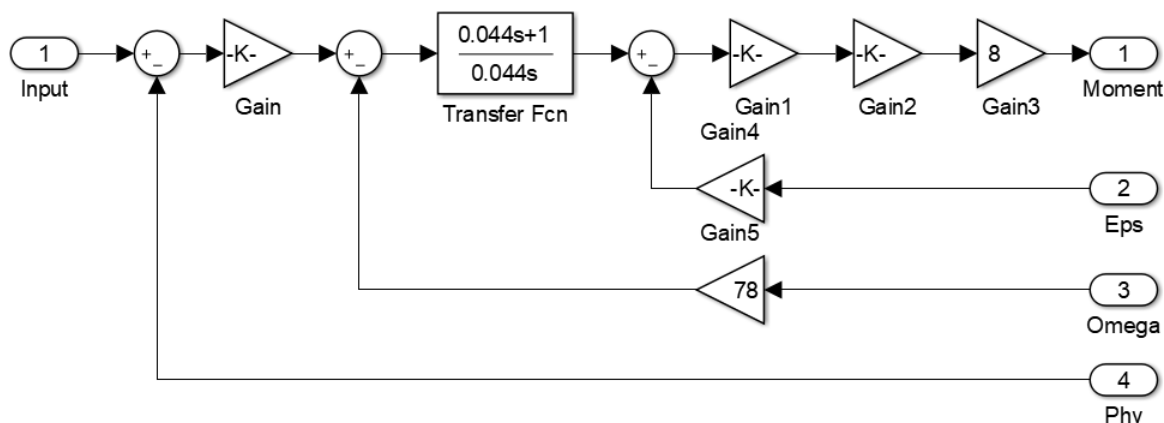 1
Input
+
−
-K-
Gain
+
−
0.044s+1
0.044s
Transfer Fcn
+
−
-K-
Gain1
-K-
Gain2
8
Gain3
1
Moment
Gain4
-K-
2
Eps
Gain5
78
3
Omega
4
Phy